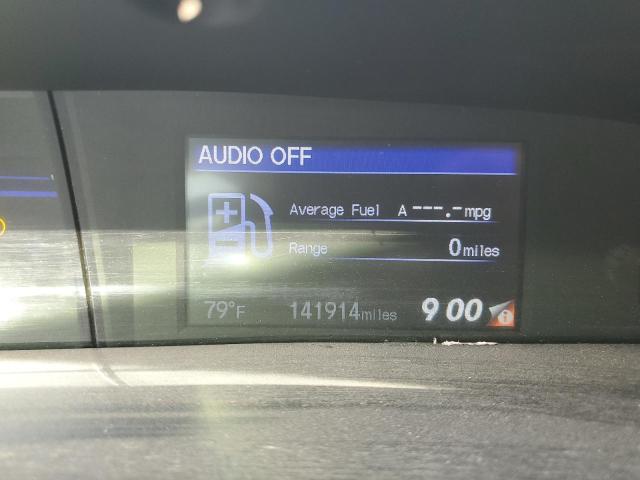 AUDIO OFF
Average Fuel A ---.- mpg
Range 0 miles
79°F 141914 miles 9:00 i